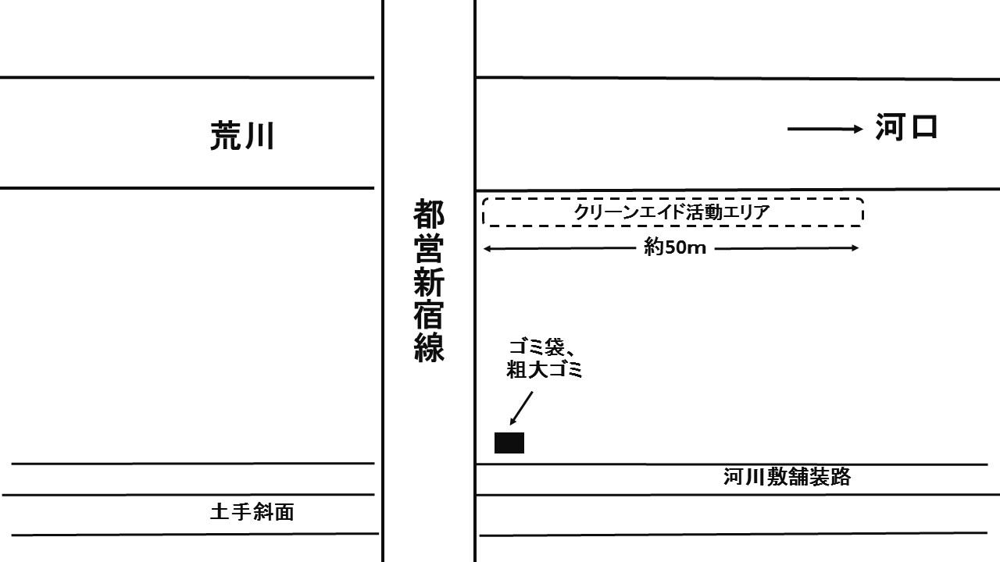 荒川
河口
クリーンエイド活動エリア
約50m
都営新宿線
ゴミ袋、
粗大ゴミ
河川敷舗装路
土手斜面